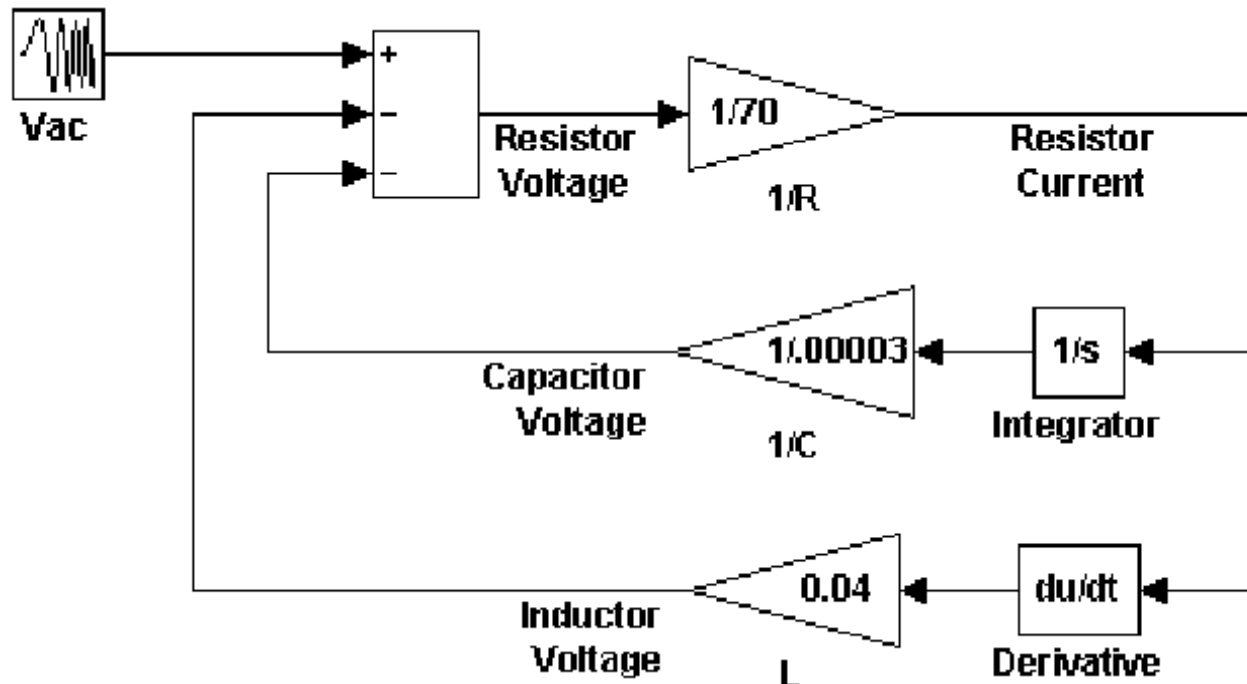 Vac
+
−
−
Resistor
Voltage
1/70
1/R
Resistor
Current
Capacitor
Voltage
1/.00003
1/C
1/s
Integrator
Inductor
Voltage
0.04
L
du/dt
Derivative